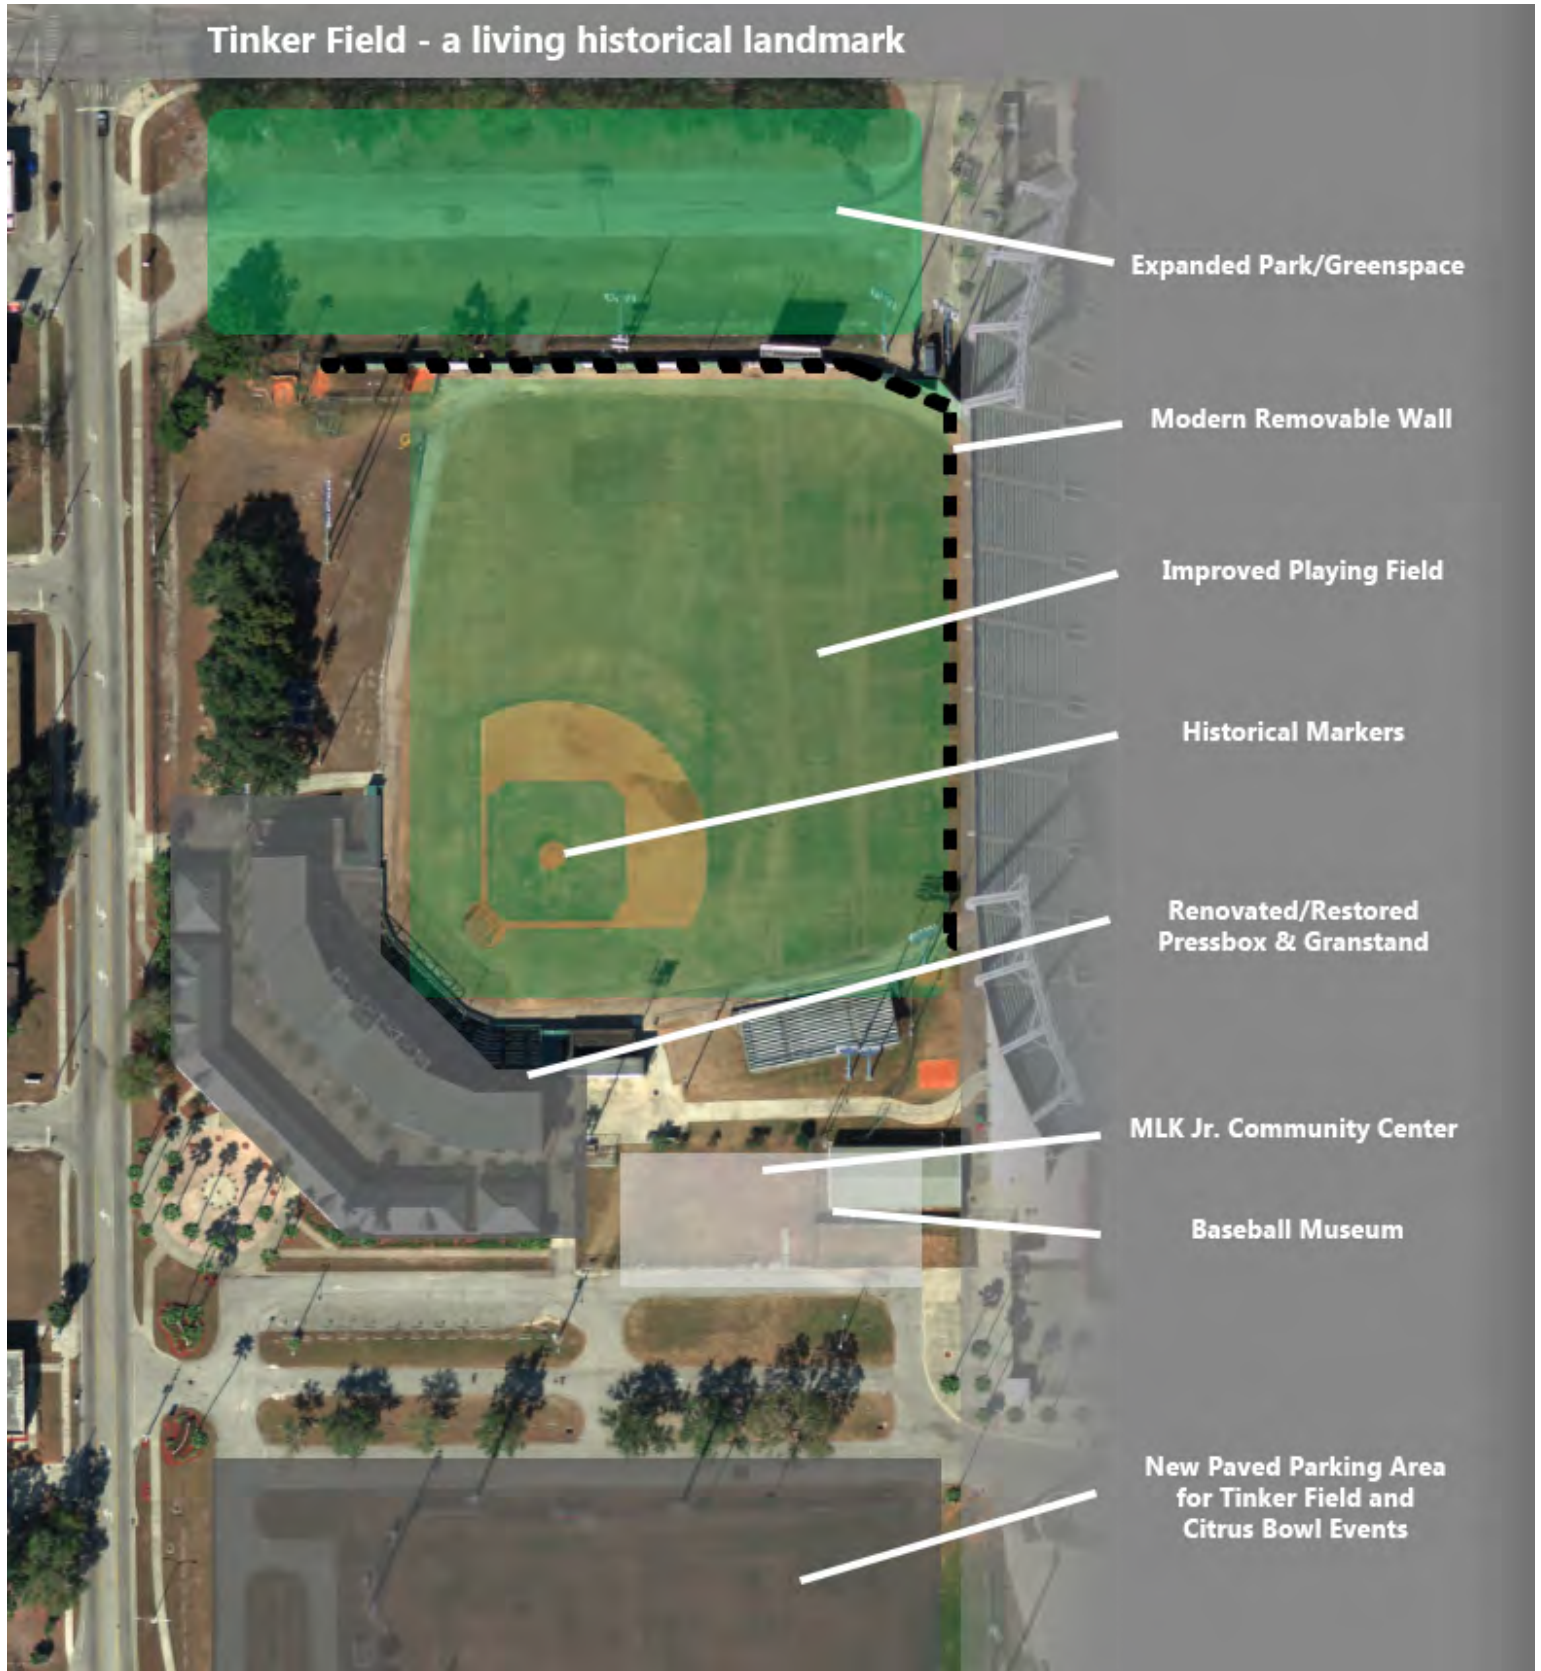 Tinker Field - a living historical landmark
Expanded Park/Greenspace
Modern Removable Wall
Improved Playing Field
Historical Markers
Renovated/Restored
Pressbox & Granstand
MLK Jr. Community Center
Baseball Museum
New Paved Parking Area
for Tinker Field and
Citrus Bowl Events